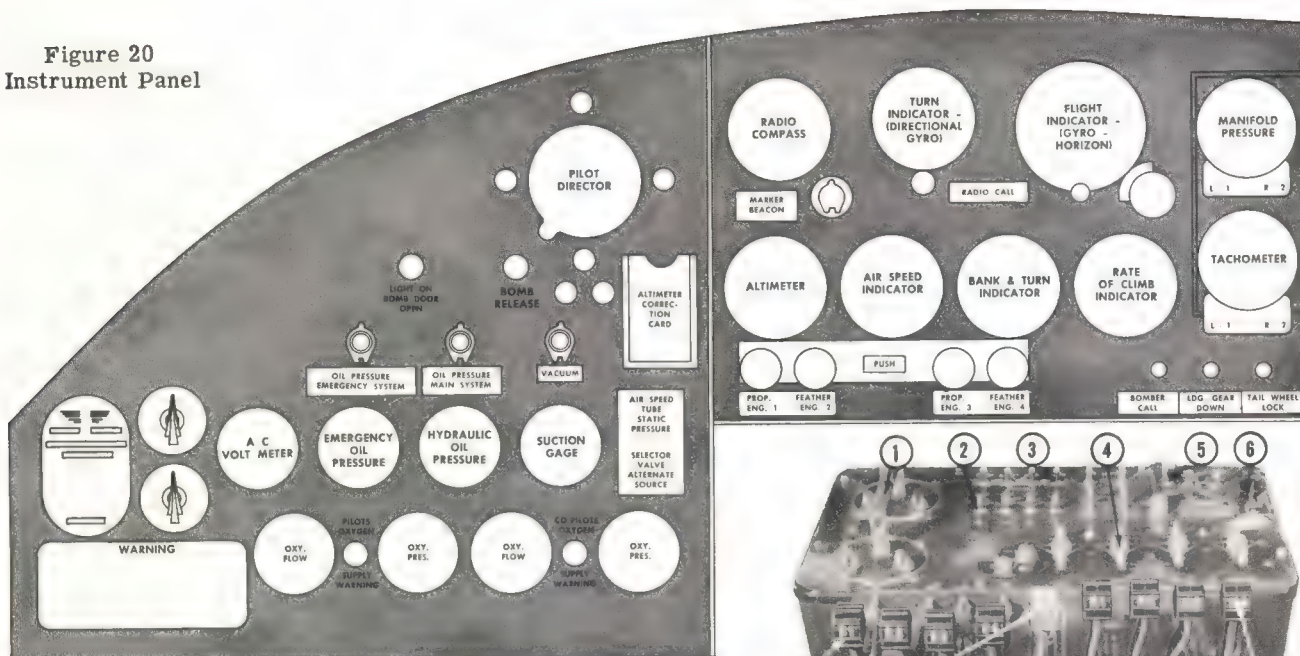 Figure 20
Instrument Panel
PILOT
DIRECTOR
LIGHT ON
BOMB DOOR
OPEN
BOMB
RELEASE
ALTIMETER
CORREC-
TION
CARD
OIL PRESSURE
EMERGENCY SYSTEM
OIL PRESSURE
MAIN SYSTEM
VACUUM
A C
VOLT METER
EMERGENCY
OIL
PRESSURE
HYDRAULIC
OIL
PRESSURE
SUCTION
GAGE
AIR SPEED
TUBE
STATIC
PRESSURE
SELECTOR
VALVE
ALTERNATE
SOURCE
WARNING
OXY.
FLOW
PILOTS
OXYGEN
SUPPLY
WARNING
OXY.
PRES.
OXY.
FLOW
CO PILOTS
OXYGEN
SUPPLY
WARNING
OXY.
PRES.
RADIO
COMPASS
TURN
INDICATOR -
(DIRECTIONAL
GYRO)
FLIGHT
INDICATOR -
(GYRO -
HORIZON)
MANIFOLD
PRESSURE
L 1 R 2
MARKER
BEACON
RADIO CALL
ALTIMETER
AIR SPEED
INDICATOR
BANK & TURN
INDICATOR
RATE
OF CLIMB
INDICATOR
TACHOMETER
L 1 R 2
PUSH
PROP.
ENG. 1
FEATHER
ENG. 2
PROP.
ENG. 3
FEATHER
ENG. 4
BOMBER
CALL
LDG GEAR
DOWN
TAIL WHEEL
LOCK
1 2 3 4 5 6